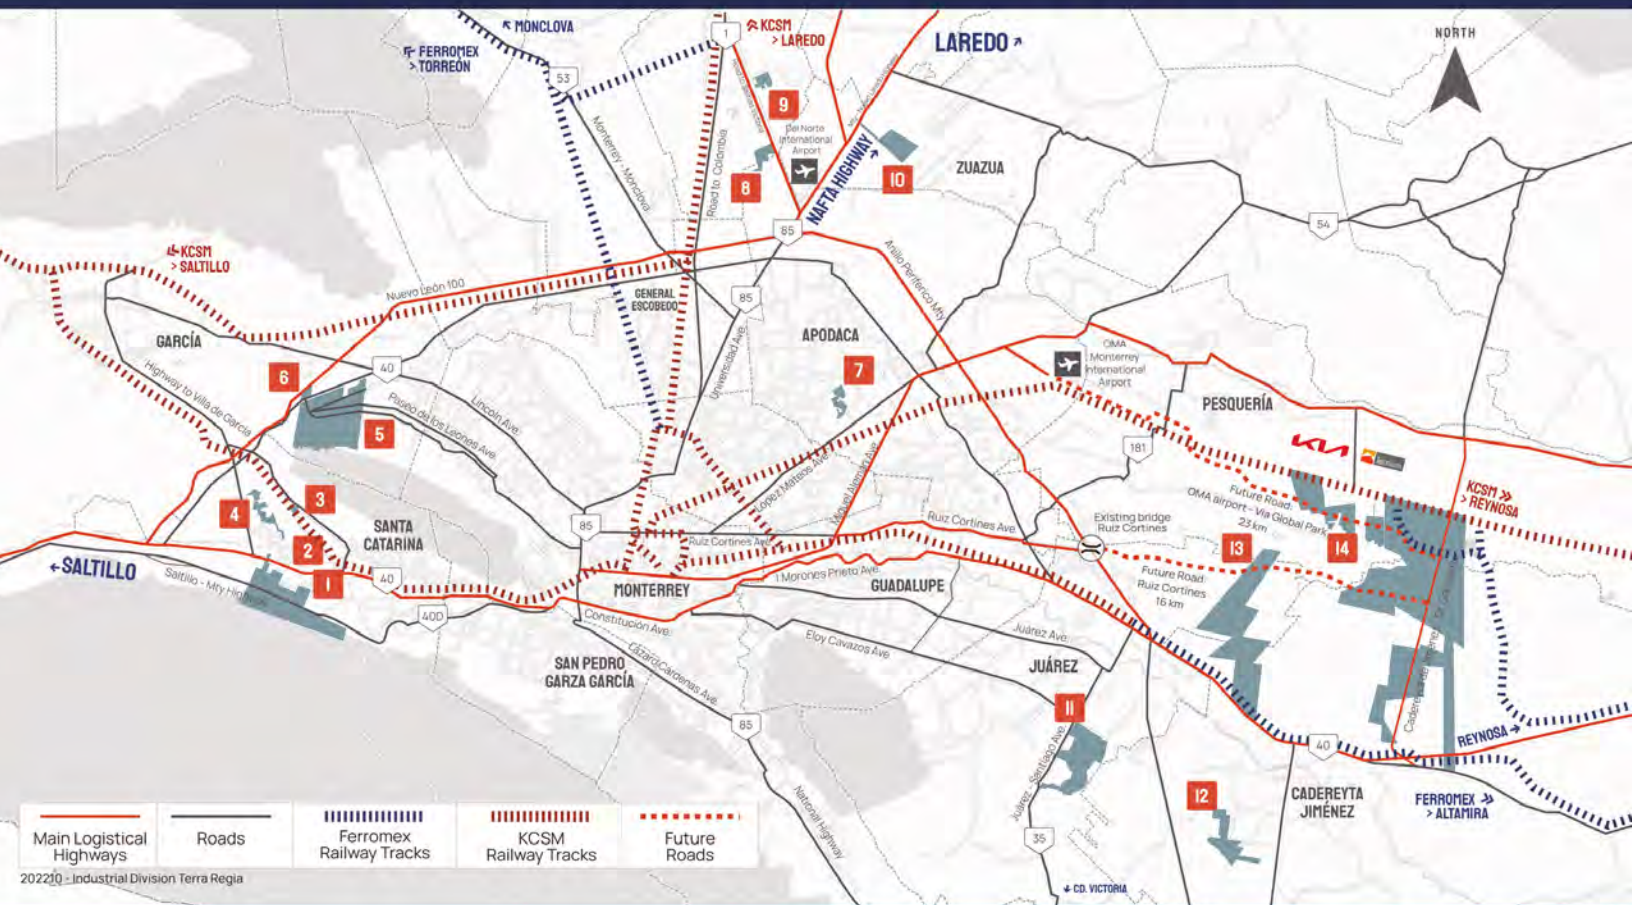 MONCLOVA
FERROMEX
> TORREÓN
53
1
KCSM
> LAREDO
LAREDO
NORTH
9
Del Norte
International
Airport
8
10
ZUAZUA
NAFTA HIGHWAY
Monterrey - Monclova
Road to Colombia
85
54
KCSM
> SALTILLO
Nuevo León 100
GENERAL
ESCOBEDO
85
Anillo Periférico Mty
GARCÍA
APODACA
OMA
Monterrey
International
Airport
6
40
7
Universidad Ave.
Highway to Villa de García
Lincoln Ave.
Paseo de los Leones Ave.
5
PESQUERÍA
KIA
181
López Mateos Ave.
Miguel Alemán Ave.
KCSM
> REYNOSA
Future Road:
OMA airport - Vía Global Park
23 km
3
4
SANTA
CATARINA
85
Ruiz Cortines Ave.
Ruiz Cortines Ave.
Existing bridge
Ruiz Cortines
13
14
2
1
SALTILLO
Saltillo - Mty Highway
40
40D
MONTERREY
I Morones Prieto Ave.
GUADALUPE
Future Road:
Ruiz Cortines
16 km
Constitución Ave.
Juárez Ave.
Eloy Cavazos Ave.
JUÁREZ
SAN PEDRO
GARZA GARCÍA
Lázaro Cárdenas Ave.
85
11
Juárez - Santiago Ave.
REYNOSA
40
12
CADEREYTA
JIMÉNEZ
FERROMEX
> ALTAMIRA
National Highway
35
CD. VICTORIA
Main Logistical
Highways
Roads
Ferromex
Railway Tracks
KCSM
Railway Tracks
Future
Roads
202210 - Industrial Division Terra Regia